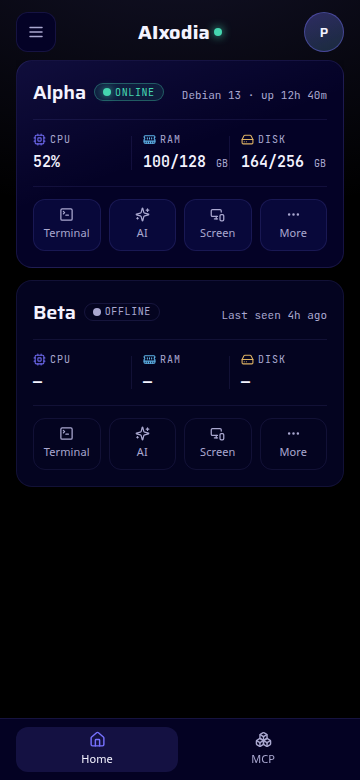 AIxodia
P
Alpha ONLINE Debian 13 · up 12h 40m
CPU RAM DISK
52% 100/128 GB 164/256 GB
Terminal AI Screen More
Beta OFFLINE Last seen 4h ago
CPU RAM DISK
— — —
Terminal AI Screen More
Home MCP